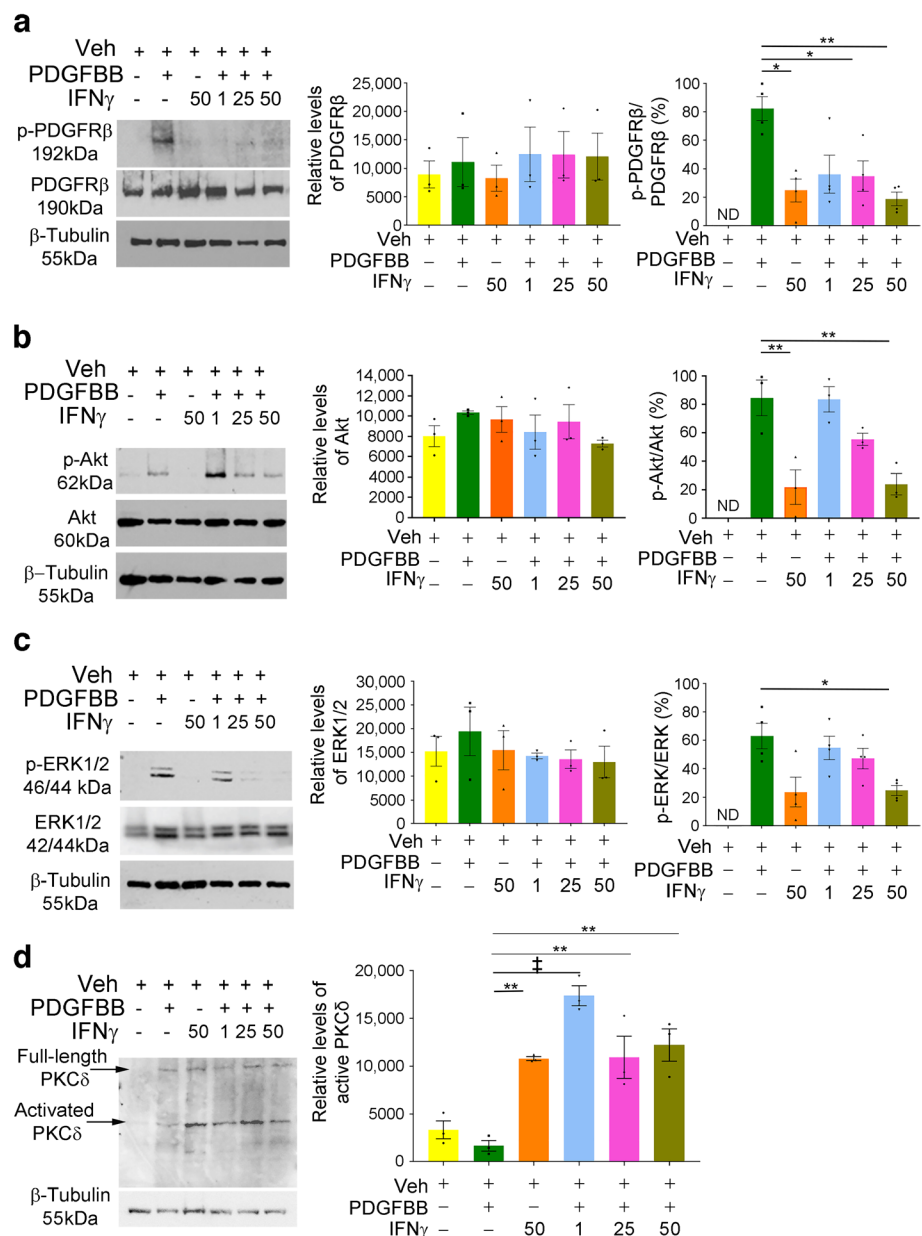 a
Veh + + + + + +
PDGFBB - + - + + +
IFNγ - - 50 1 25 50
p-PDGFRβ
192kDa
PDGFRβ
190kDa
β-Tubulin
55kDa
Relative levels
of PDGFRβ
25,000
20,000
15,000
10,000
5000
0
Veh + + + + + +
PDGFBB – + – + + +
IFNγ – – 50 1 25 50
p-PDGFRβ/
PDGFRβ (%)
100
80
60
40
20
0
ND
*
*
**
Veh + + + + + +
PDGFBB – + – + + +
IFNγ – – 50 1 25 50
b
Veh + + + + + +
PDGFBB - + - + + +
IFNγ - - 50 1 25 50
p-Akt
62kDa
Akt
60kDa
β–Tubulin
55kDa
Relative levels
of Akt
14,000
12,000
10,000
8000
6000
4000
2000
0
Veh + + + + + +
PDGFBB – + – + + +
IFNγ – – 50 1 25 50
p-Akt/Akt (%)
100
80
60
40
20
0
ND
**
**
Veh + + + + + +
PDGFBB – + – + + +
IFNγ – – 50 1 25 50
c
Veh + + + + + +
PDGFBB - + - + + +
IFNγ - - 50 1 25 50
p-ERK1/2
46/44 kDa
ERK1/2
42/44kDa
β-Tubulin
55kDa
Relative levels
of ERK1/2
30,000
25,000
20,000
15,000
10,000
5000
0
Veh + + + + + +
PDGFBB – + – + + +
IFNγ – – 50 1 25 50
p-ERK/ERK (%)
100
80
60
40
20
0
ND
*
Veh + + + + + +
PDGFBB – + – + + +
IFNγ – – 50 1 25 50
d
Veh + + + + + +
PDGFBB - + - + + +
IFNγ - - 50 1 25 50
Full-length
PKCδ
Activated
PKCδ
β-Tubulin
55kDa
Relative levels of
active PKCδ
20,000
15,000
10,000
5000
0
**
**
‡
**
Veh + + + + + +
PDGFBB – + – + + +
IFNγ – – 50 1 25 50